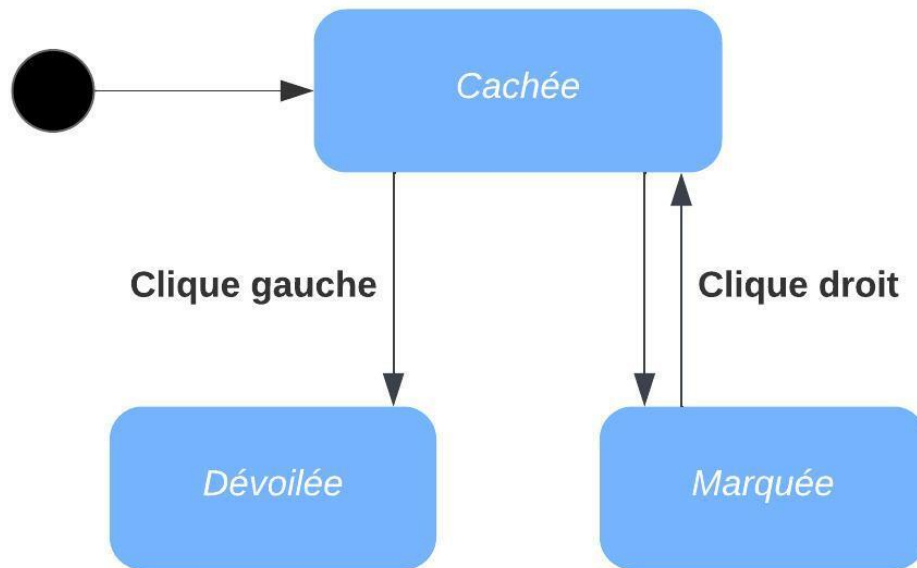 Cachée
Clique gauche
Clique droit
Dévoilée
Marquée